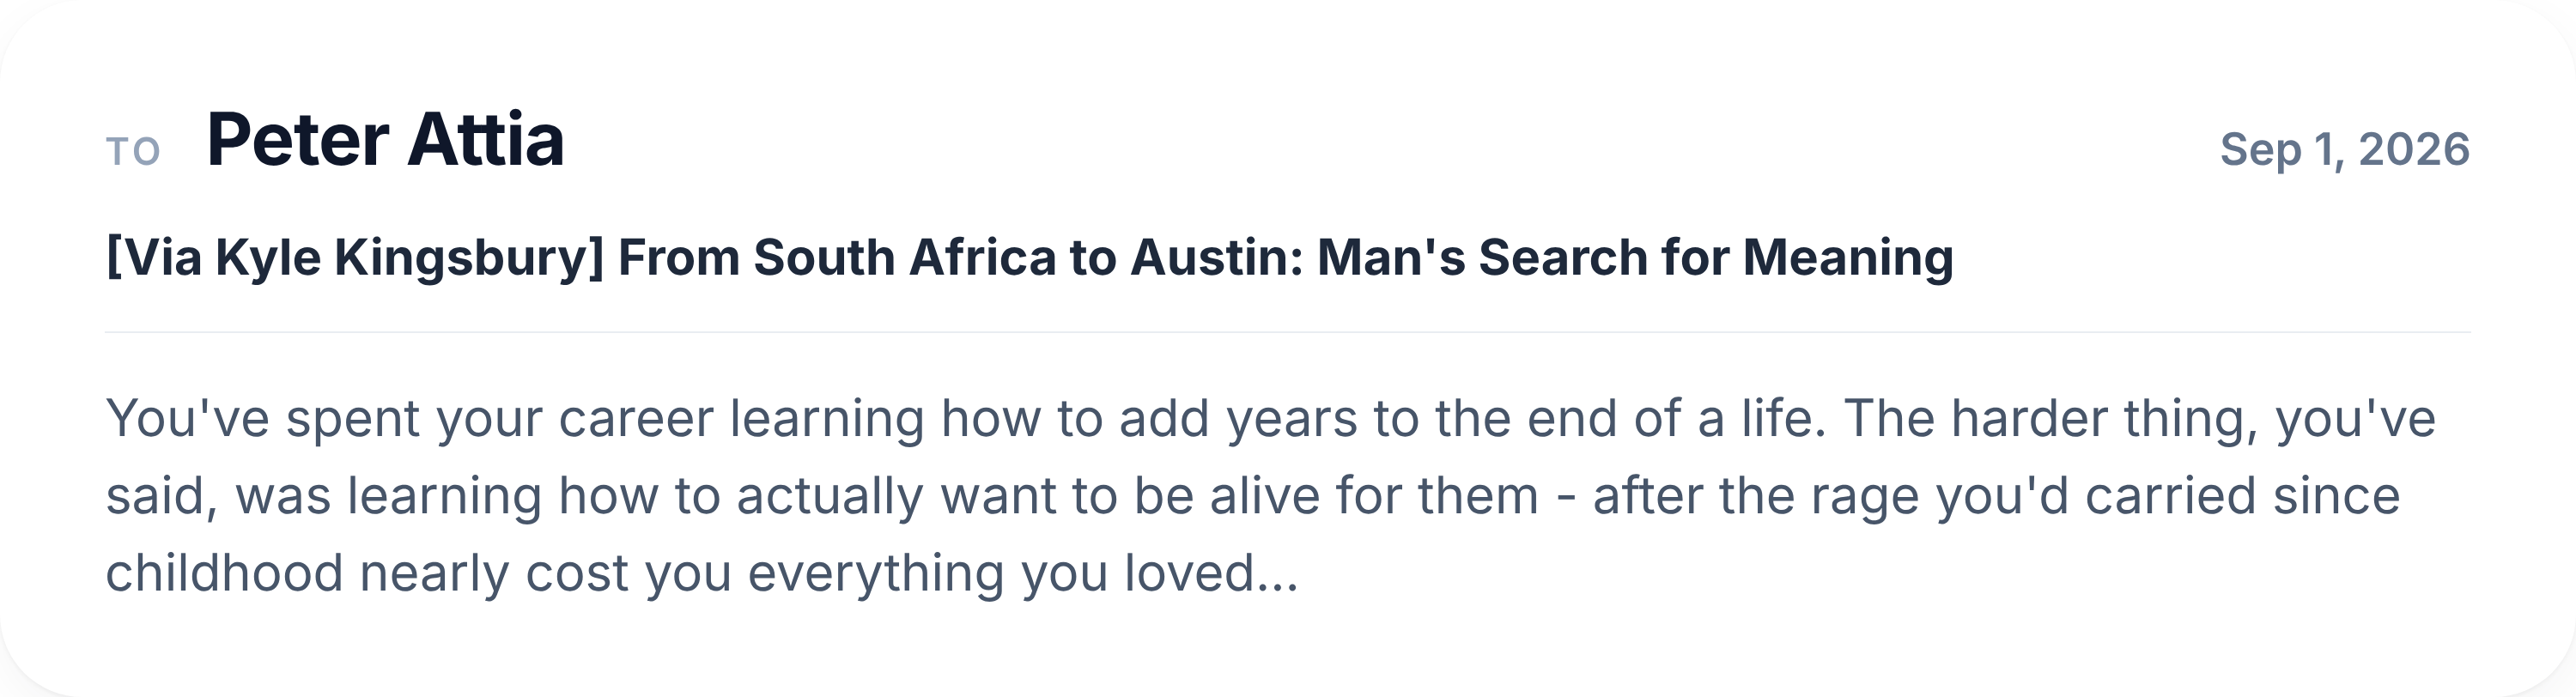 TO Peter Attia Sep 1, 2026
[Via Kyle Kingsbury] From South Africa to Austin: Man's Search for Meaning
You've spent your career learning how to add years to the end of a life. The harder thing, you've
said, was learning how to actually want to be alive for them - after the rage you'd carried since
childhood nearly cost you everything you loved...